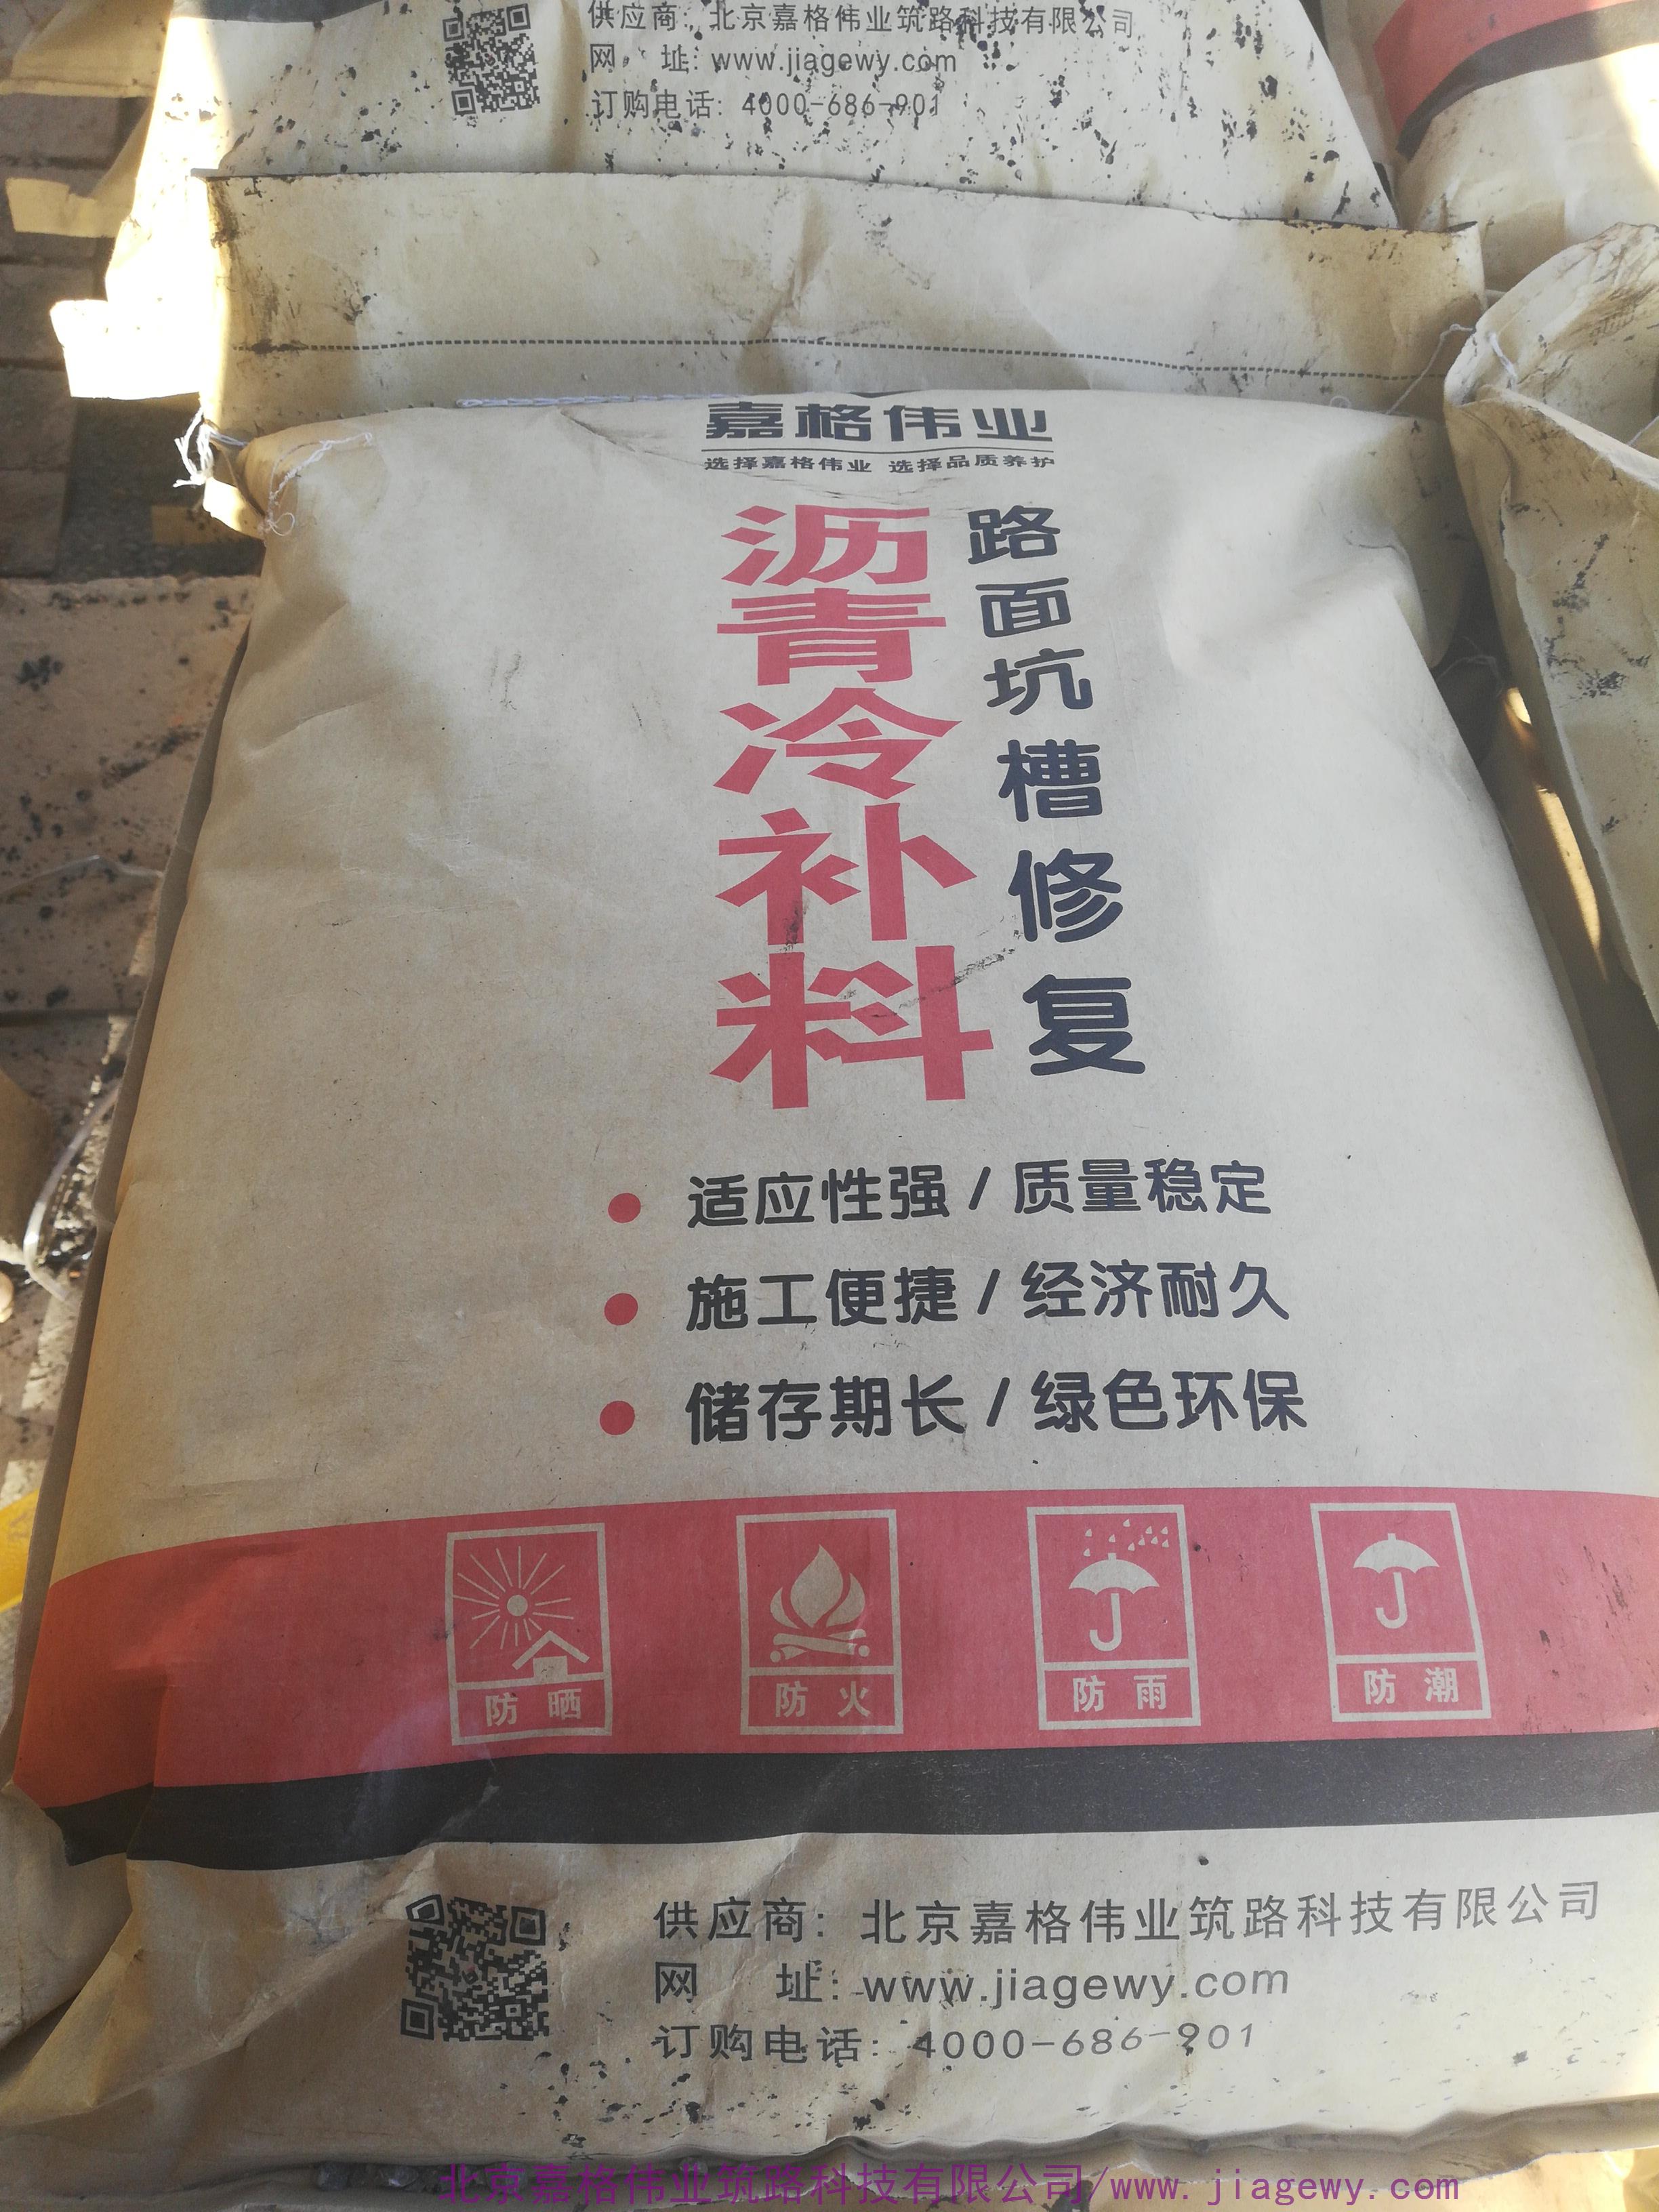 供应商：北京嘉格伟业筑路科技有限公司
网 址：www.jiagewy.com
订购电话：4000-686-901
嘉格伟业
选择嘉格伟业 选择品质养护
沥青冷补料
路面坑槽修复
适应性强/质量稳定
施工便捷/经济耐久
储存期长/绿色环保
防晒
防火
防雨
防潮
供应商：北京嘉格伟业筑路科技有限公司
网 址：www.jiagewy.com
订购电话：4000-686-901
北京嘉格伟业筑路科技有限公司/www.jiagewy.com